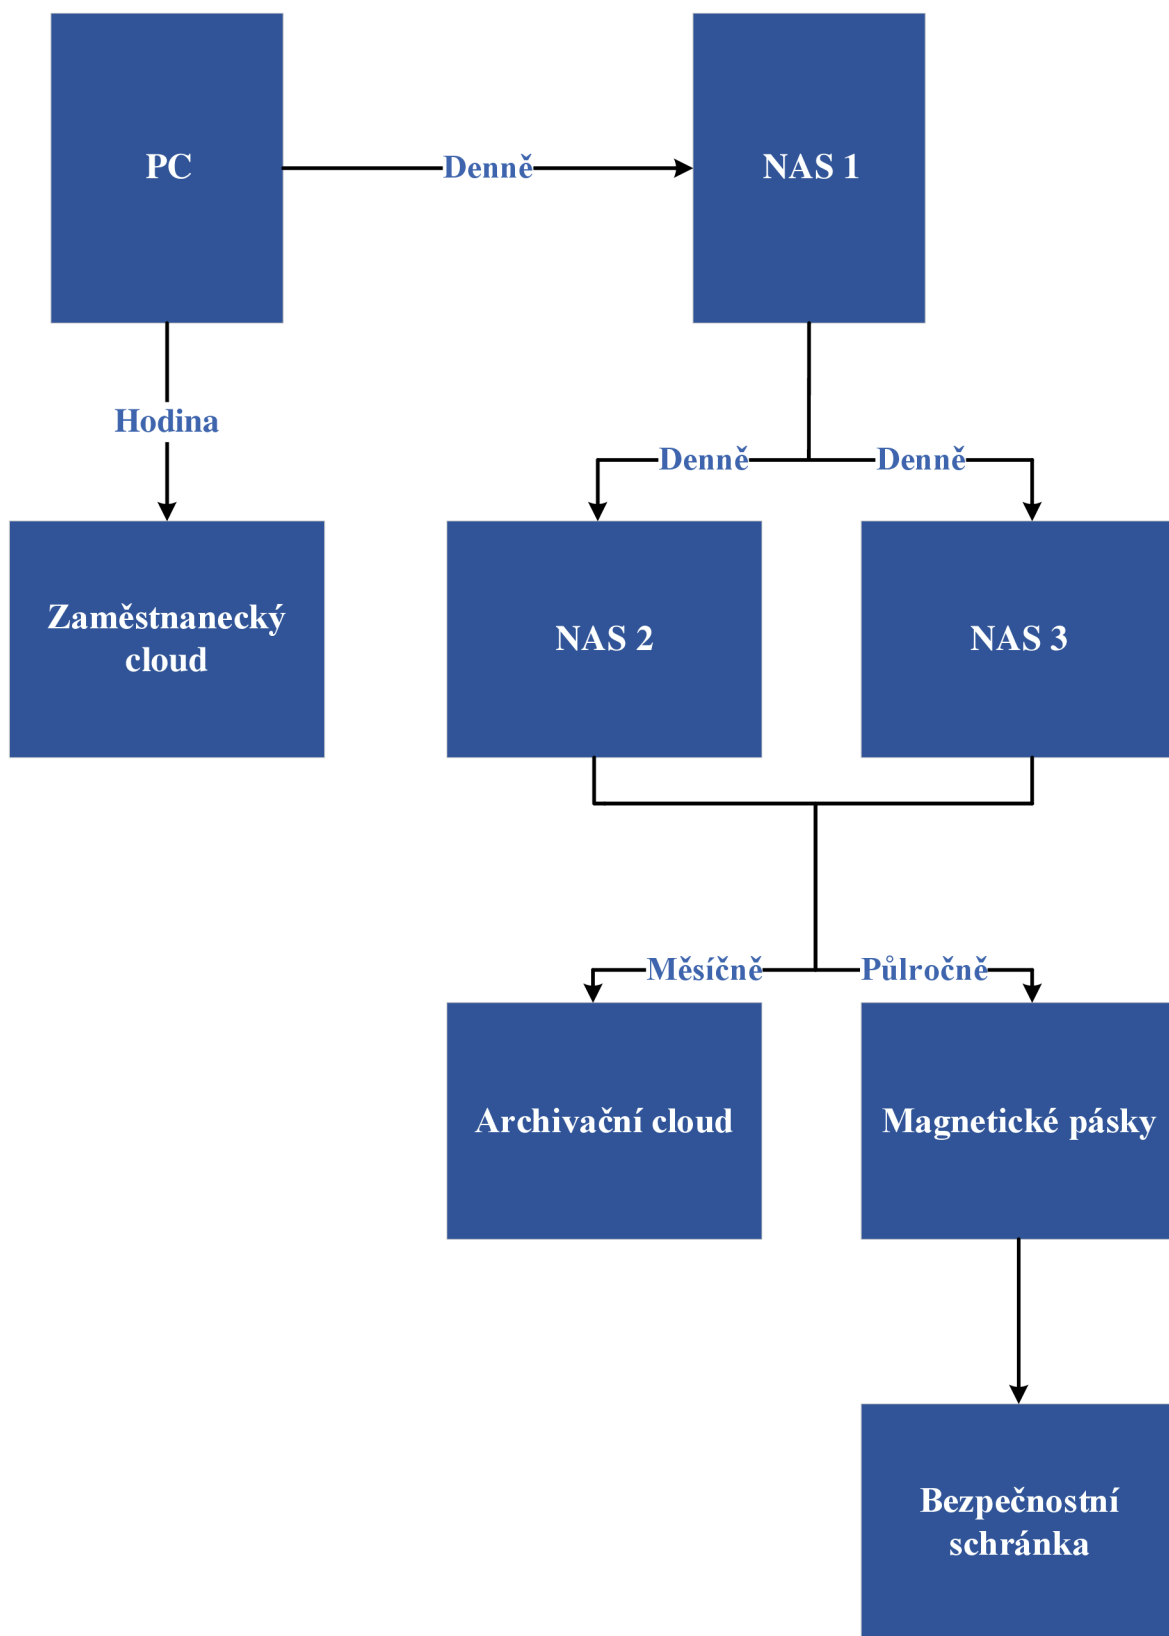 PC
Denně
NAS 1
Hodina
Denně
Denně
Zaměstnanecký
cloud
NAS 2
NAS 3
Měsíčně
Půlročně
Archivační cloud
Magnetické pásky
Bezpečnostní
schránka